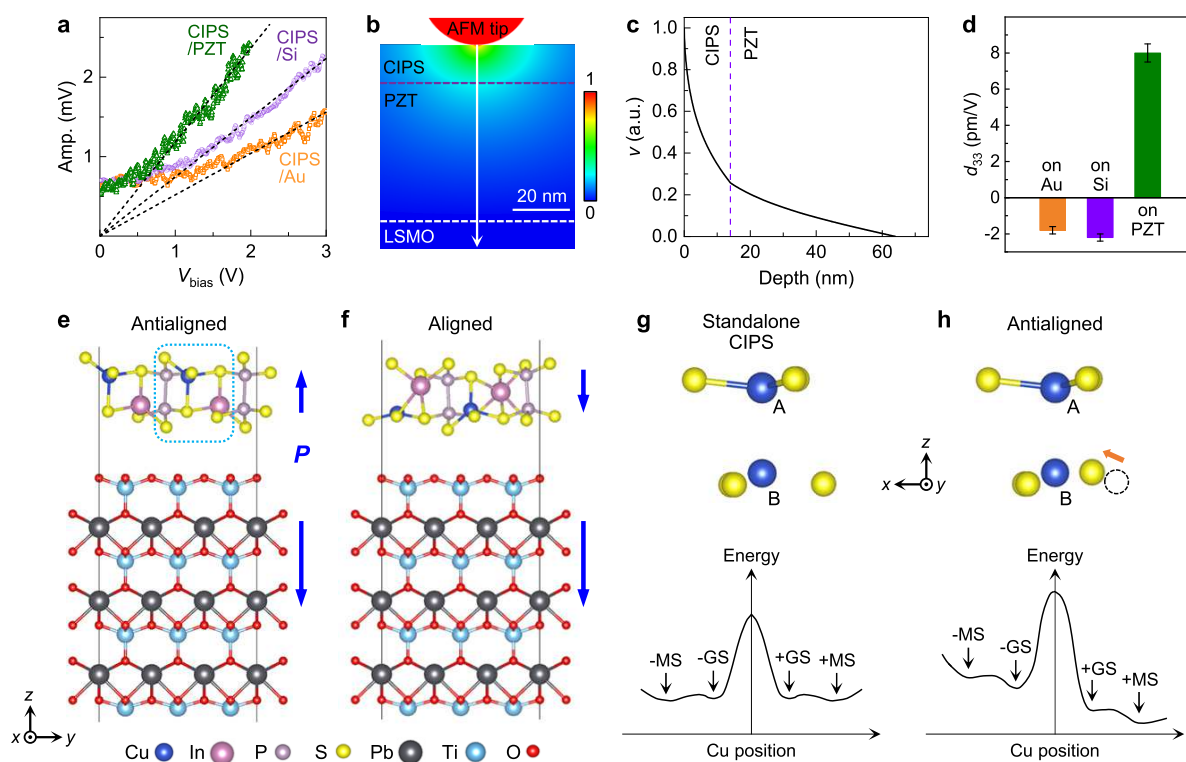 a
CIPS
/PZT
CIPS
/Si
CIPS
/Au
Amp. (mV)
2
1
0
1
2
3
Vbias (V)
b
AFM tip
CIPS
PZT
20 nm
LSMO
1
0
c
CIPS
PZT
v (a.u.)
1.0
0.8
0.6
0.4
0.2
0.0
0
20
40
60
Depth (nm)
d
d33 (pm/V)
8
6
4
2
0
-2
on
Au
on
Si
on
PZT
e
Antialigned
P
z
x
y
f
Aligned
g
Standalone
CIPS
A
B
z
x
y
h
Antialigned
A
B
Energy
-MS
-GS
+GS
+MS
Cu position
Energy
-MS
-GS
+GS
+MS
Cu position
Cu
In
P
S
Pb
Ti
O